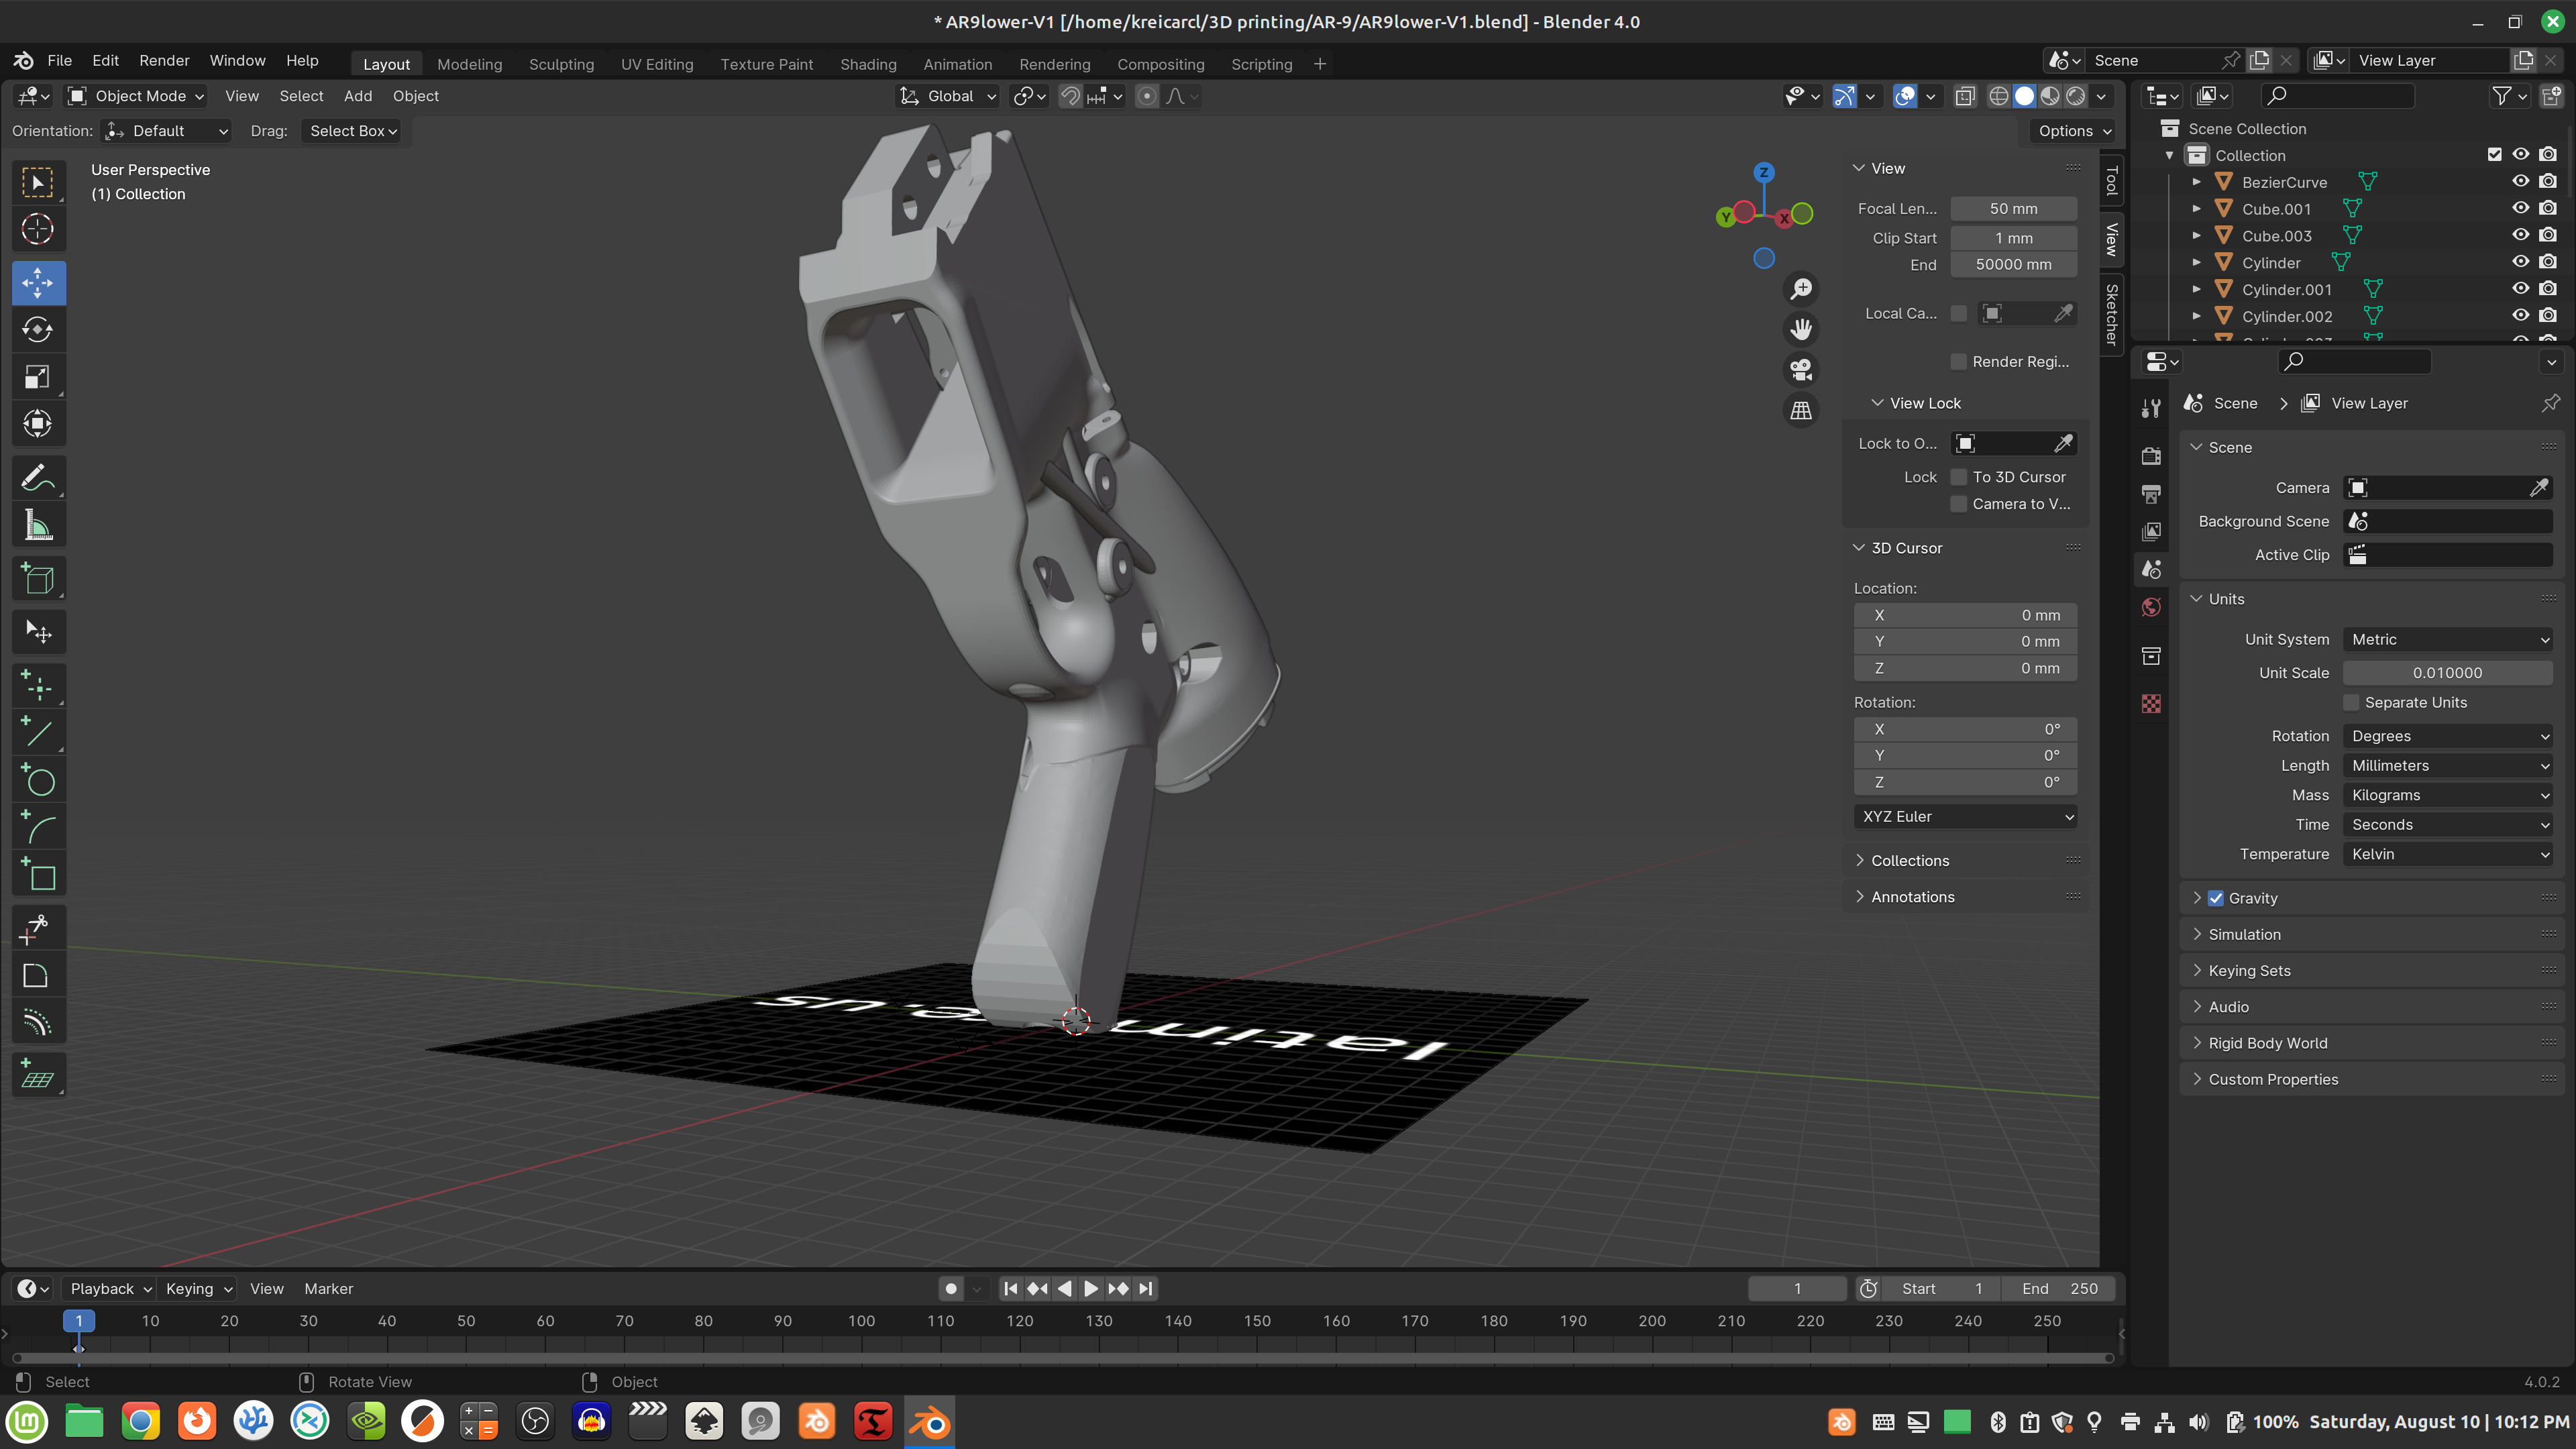 * AR9lower-V1 [/home/kreicarcl/3D printing/AR-9/AR9lower-V1.blend] - Blender 4.0
File Edit Render Window Help Layout Modeling Sculpting UV Editing Texture Paint Shading Animation Rendering Compositing Scripting + Scene View Layer
Object Mode View Select Add Object Global
Orientation: Default Drag: Select Box Options
User Perspective
(1) Collection
Z
Y
X
Tool
View
Sketcher
View
Focal Len... 50 mm
Clip Start 1 mm
End 50000 mm
Local Ca...
Render Regi...
View Lock
Lock to O...
Lock To 3D Cursor
Camera to V...
3D Cursor
Location:
X 0 mm
Y 0 mm
Z 0 mm
Rotation:
X 0°
Y 0°
Z 0°
XYZ Euler
Collections
Annotations
Scene Collection
Collection
BezierCurve
Cube.001
Cube.003
Cylinder
Cylinder.001
Cylinder.002
Scene > View Layer
Scene
Camera
Background Scene
Active Clip
Units
Unit System Metric
Unit Scale 0.010000
Separate Units
Rotation Degrees
Length Millimeters
Mass Kilograms
Time Seconds
Temperature Kelvin
Gravity
Simulation
Keying Sets
Audio
Rigid Body World
Custom Properties
Playback Keying View Marker 1 Start 1 End 250
1 10 20 30 40 50 60 70 80 90 100 110 120 130 140 150 160 170 180 190 200 210 220 230 240 250
Select Rotate View Object 4.0.2
100% Saturday, August 10 | 10:12 PM